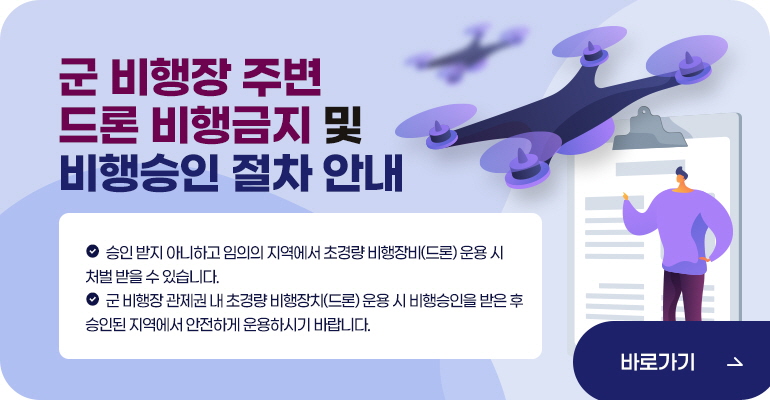 군 비행장 주변
드론 비행금지 및
비행승인 절차 안내
승인 받지 아니하고 임의의 지역에서 초경량 비행장비(드론) 운용 시
처벌 받을 수 있습니다.
군 비행장 관제권 내 초경량 비행장치(드론) 운용 시 비행승인을 받은 후
승인된 지역에서 안전하게 운용하시기 바랍니다.
바로가기